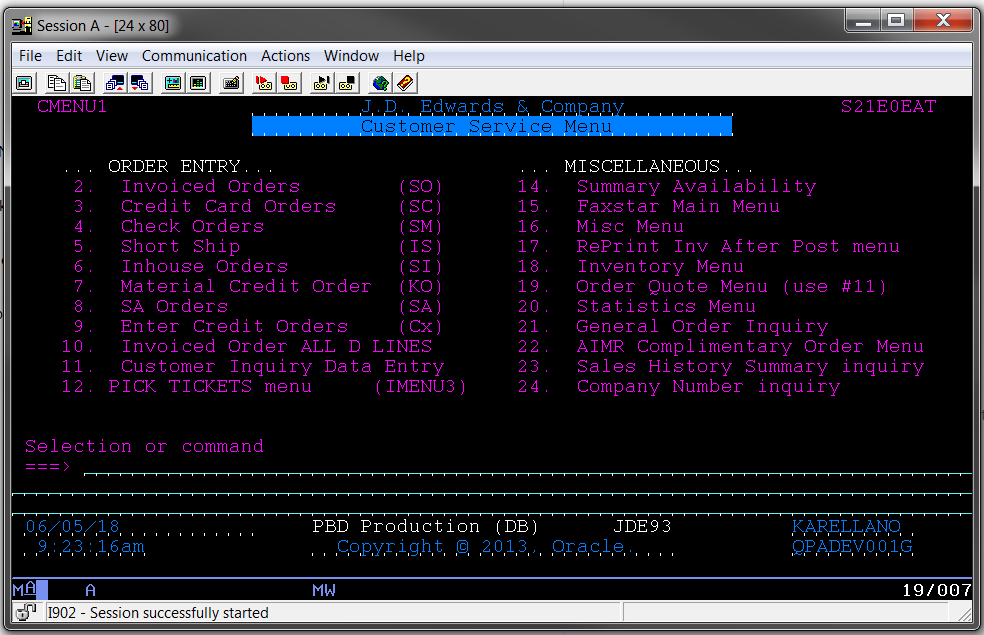 Session A - [24 x 80]
File Edit View Communication Actions Window Help
CMENU1 J.D. Edwards & Company S21E0EAT
Customer Service Menu
... ORDER ENTRY... ... MISCELLANEOUS...
2. Invoiced Orders (SO) 14. Summary Availability
3. Credit Card Orders (SC) 15. Faxstar Main Menu
4. Check Orders (SM) 16. Misc Menu
5. Short Ship (IS) 17. RePrint Inv After Post menu
6. Inhouse Orders (SI) 18. Inventory Menu
7. Material Credit Order (KO) 19. Order Quote Menu (use #11)
8. SA Orders (SA) 20. Statistics Menu
9. Enter Credit Orders (Cx) 21. General Order Inquiry
10. Invoiced Order ALL D LINES 22. AIMR Complimentary Order Menu
11. Customer Inquiry Data Entry 23. Sales History Summary inquiry
12. PICK TICKETS menu (IMENU3) 24. Company Number inquiry
Selection or command
===>
06/05/18 PBD Production (DB) JDE93 KARELLANO
9:23:16am Copyright © 2013, Oracle. QPADEV001G
MA A MW 19/007
I902 - Session successfully started